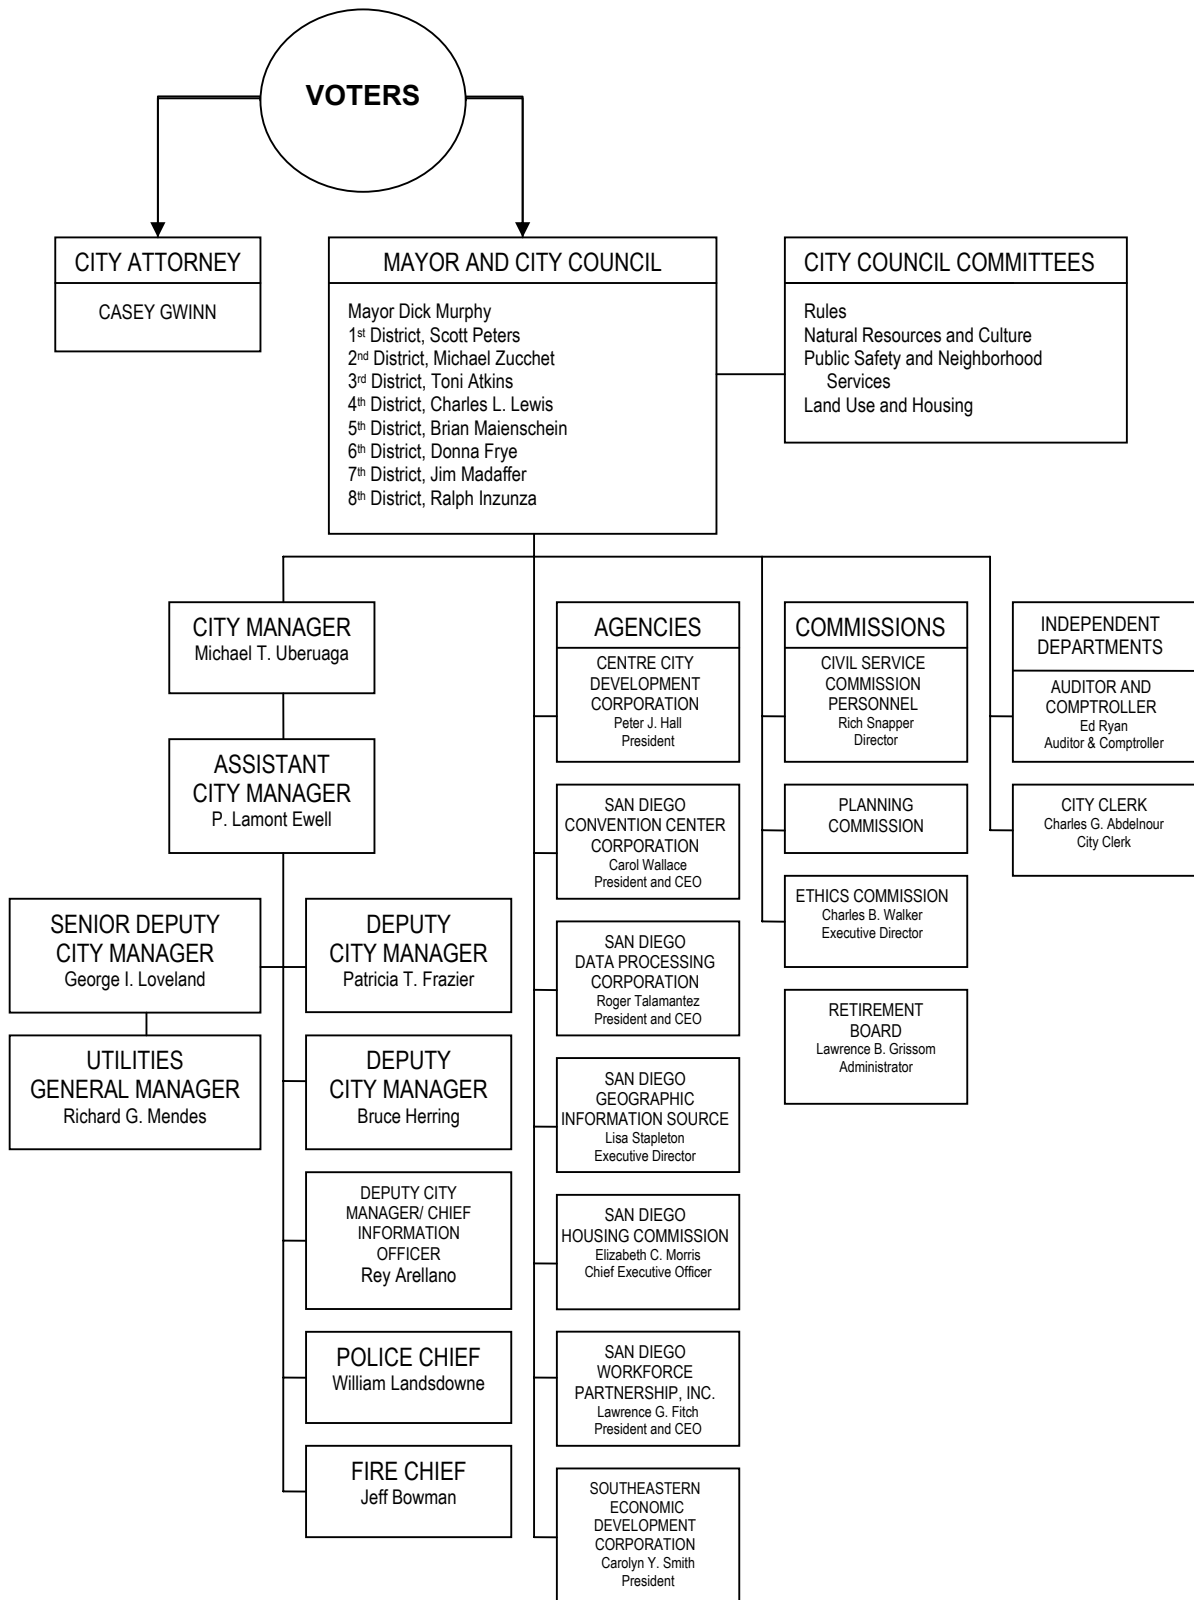 VOTERS
CITY ATTORNEY
CASEY GWINN
MAYOR AND CITY COUNCIL
Mayor Dick Murphy
1st District, Scott Peters
2nd District, Michael Zucchet
3rd District, Toni Atkins
4th District, Charles L. Lewis
5th District, Brian Maienschein
6th District, Donna Frye
7th District, Jim Madaffer
8th District, Ralph Inzunza
CITY COUNCIL COMMITTEES
Rules
Natural Resources and Culture
Public Safety and Neighborhood
Services
Land Use and Housing
CITY MANAGER
Michael T. Uberuaga
ASSISTANT
CITY MANAGER
P. Lamont Ewell
SENIOR DEPUTY
CITY MANAGER
George I. Loveland
UTILITIES
GENERAL MANAGER
Richard G. Mendes
DEPUTY
CITY MANAGER
Patricia T. Frazier
DEPUTY
CITY MANAGER
Bruce Herring
DEPUTY CITY
MANAGER/ CHIEF
INFORMATION
OFFICER
Rey Arellano
POLICE CHIEF
William Landsdowne
FIRE CHIEF
Jeff Bowman
AGENCIES
CENTRE CITY
DEVELOPMENT
CORPORATION
Peter J. Hall
President
SAN DIEGO
CONVENTION CENTER
CORPORATION
Carol Wallace
President and CEO
SAN DIEGO
DATA PROCESSING
CORPORATION
Roger Talamantez
President and CEO
SAN DIEGO
GEOGRAPHIC
INFORMATION SOURCE
Lisa Stapleton
Executive Director
SAN DIEGO
HOUSING COMMISSION
Elizabeth C. Morris
Chief Executive Officer
SAN DIEGO
WORKFORCE
PARTNERSHIP, INC.
Lawrence G. Fitch
President and CEO
SOUTHEASTERN
ECONOMIC
DEVELOPMENT
CORPORATION
Carolyn Y. Smith
President
COMMISSIONS
CIVIL SERVICE
COMMISSION
PERSONNEL
Rich Snapper
Director
PLANNING
COMMISSION
ETHICS COMMISSION
Charles B. Walker
Executive Director
RETIREMENT
BOARD
Lawrence B. Grissom
Administrator
INDEPENDENT
DEPARTMENTS
AUDITOR AND
COMPTROLLER
Ed Ryan
Auditor & Comptroller
CITY CLERK
Charles G. Abdelnour
City Clerk